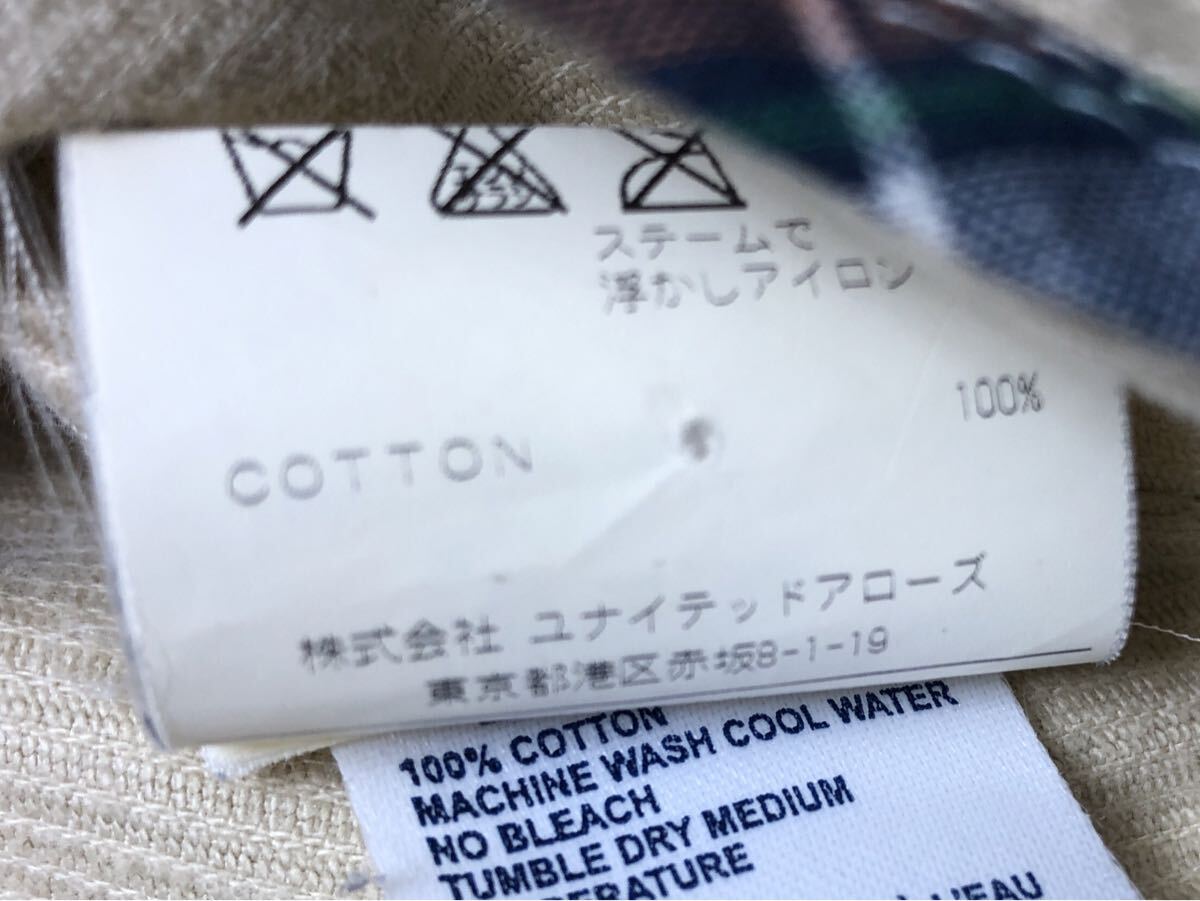 ステームで
浮かしアイロン
COTTON 100%
株式会社 ユナイテッドアローズ
東京都港区赤坂8-1-19
100% COTTON
MACHINE WASH COOL WATER
NO BLEACH
TUMBLE DRY MEDIUM
ERATURE
L'EAU